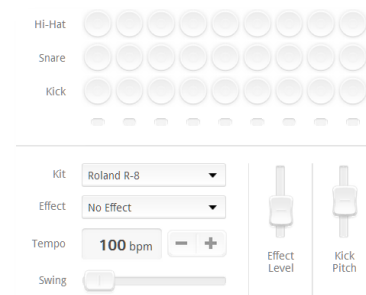 Hi-Hat
Snare
Kick
Kit
Roland R-8
Effect
No Effect
Tempo
100 bpm
Swing
Effect
Level
Kick
Pitch